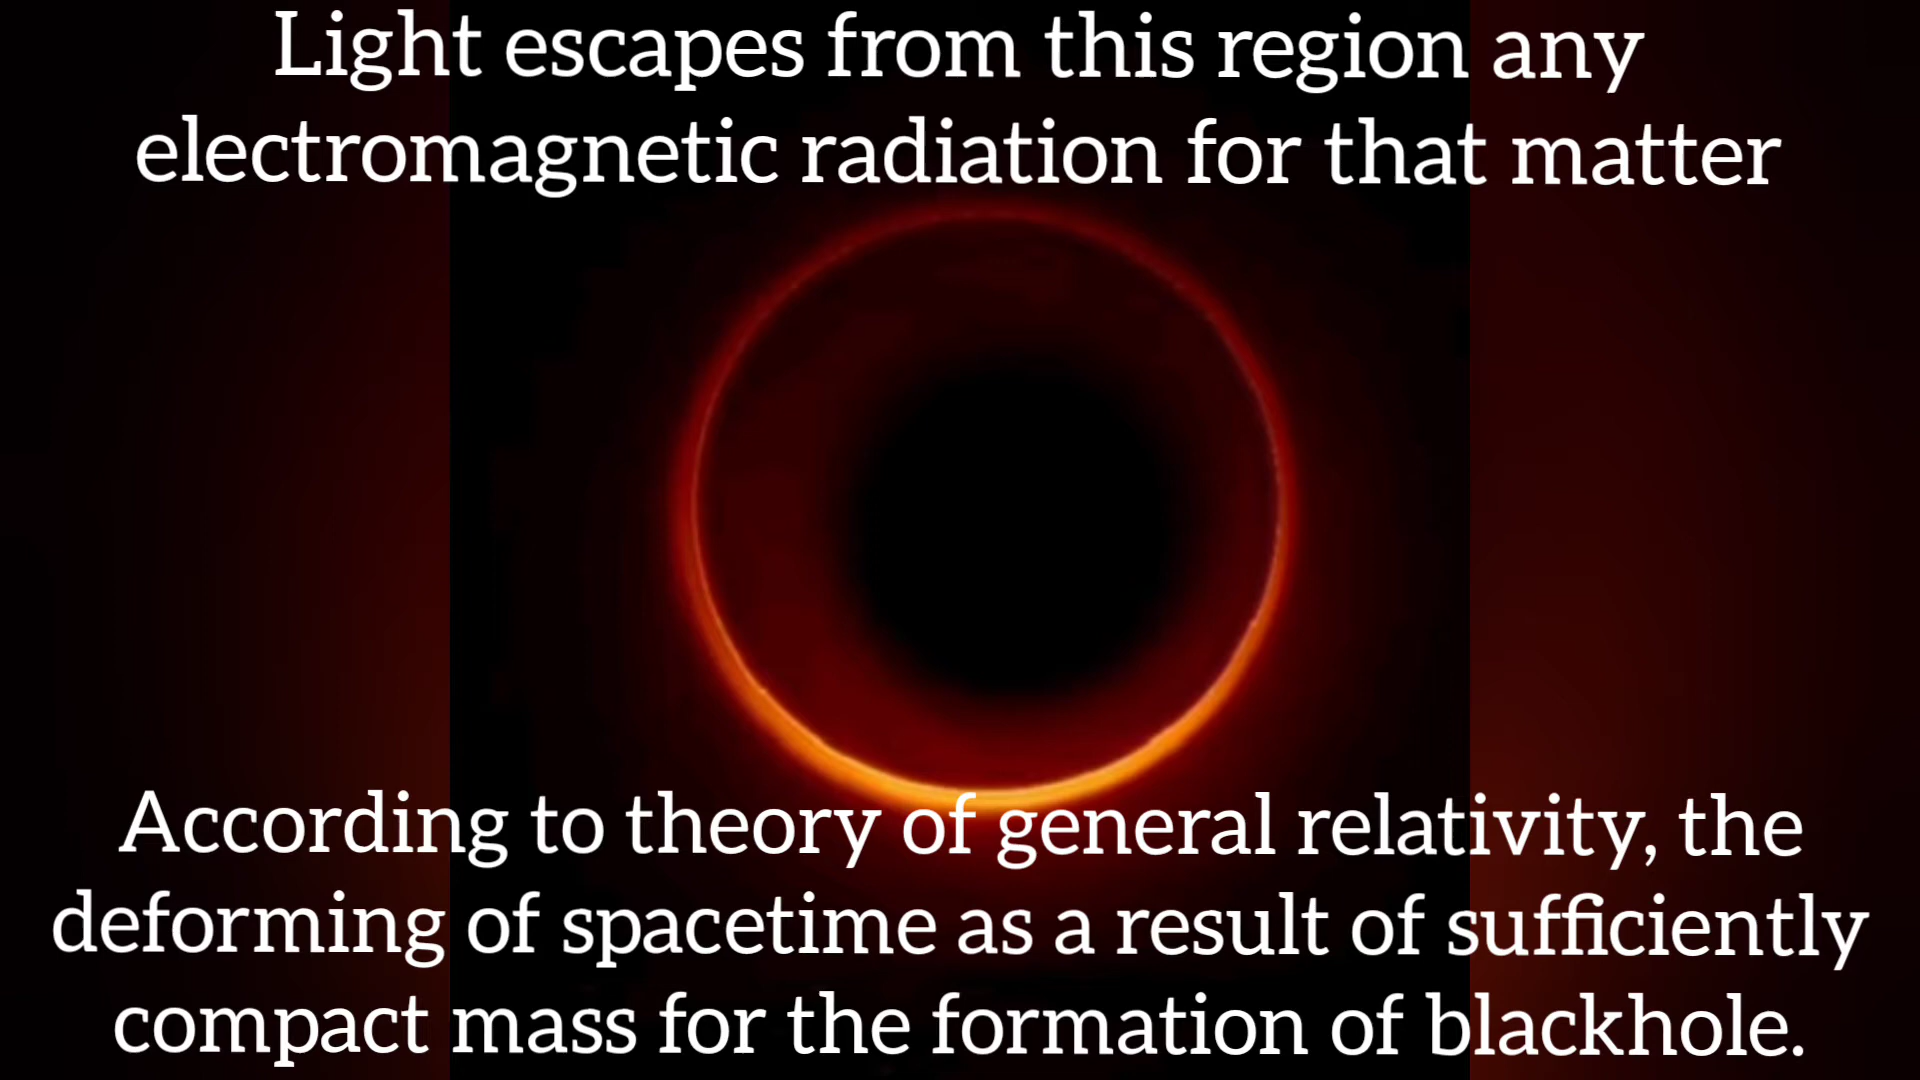 Light escapes from this region any
electromagnetic radiation for that matter
According to theory of general relativity, the
deforming of spacetime as a result of sufficiently
compact mass for the formation of blackhole.